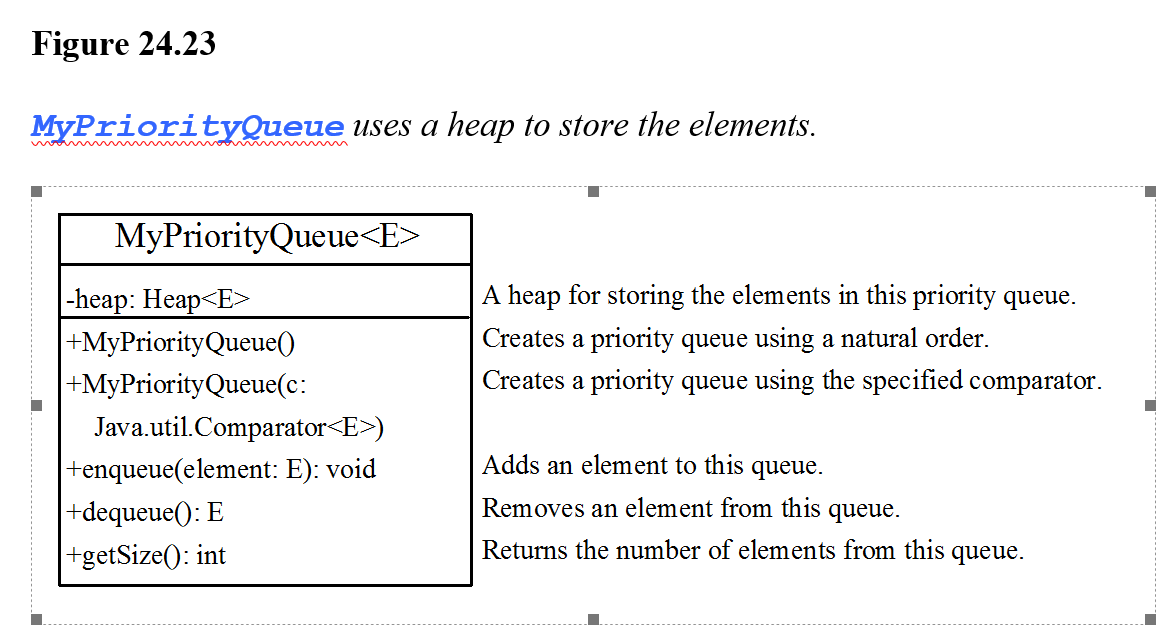 Figure 24.23
MyPriorityQueue uses a heap to store the elements.
MyPriorityQueue<E>
-heap: Heap<E> A heap for storing the elements in this priority queue.
+MyPriorityQueue() Creates a priority queue using a natural order.
+MyPriorityQueue(c: Creates a priority queue using the specified comparator.
Java.util.Comparator<E>)
+enqueue(element: E): void Adds an element to this queue.
+dequeue(): E Removes an element from this queue.
+getSize(): int Returns the number of elements from this queue.